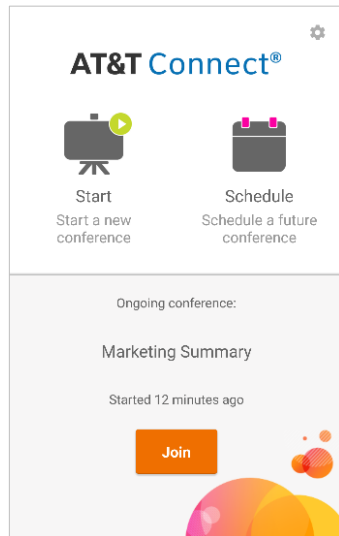 AT&T Connect®
Start
Start a new
conference
Schedule
Schedule a future
conference
Ongoing conference:
Marketing Summary
Started 12 minutes ago
Join